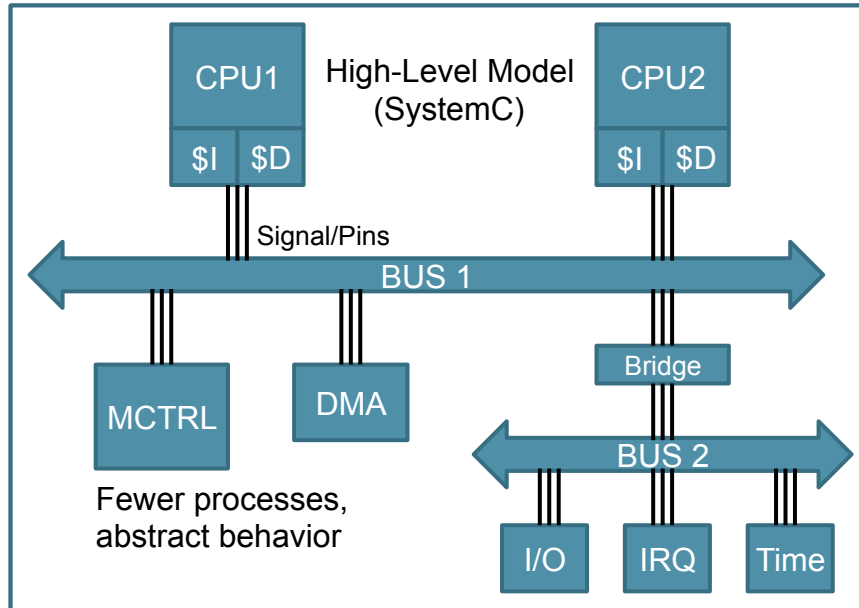 CPU1
High-Level Model
(SystemC)
CPU2
$I
$D
$I
$D
Signal/Pins
BUS 1
Bridge
MCTRL
DMA
BUS 2
Fewer processes,
abstract behavior
I/O
IRQ
Time